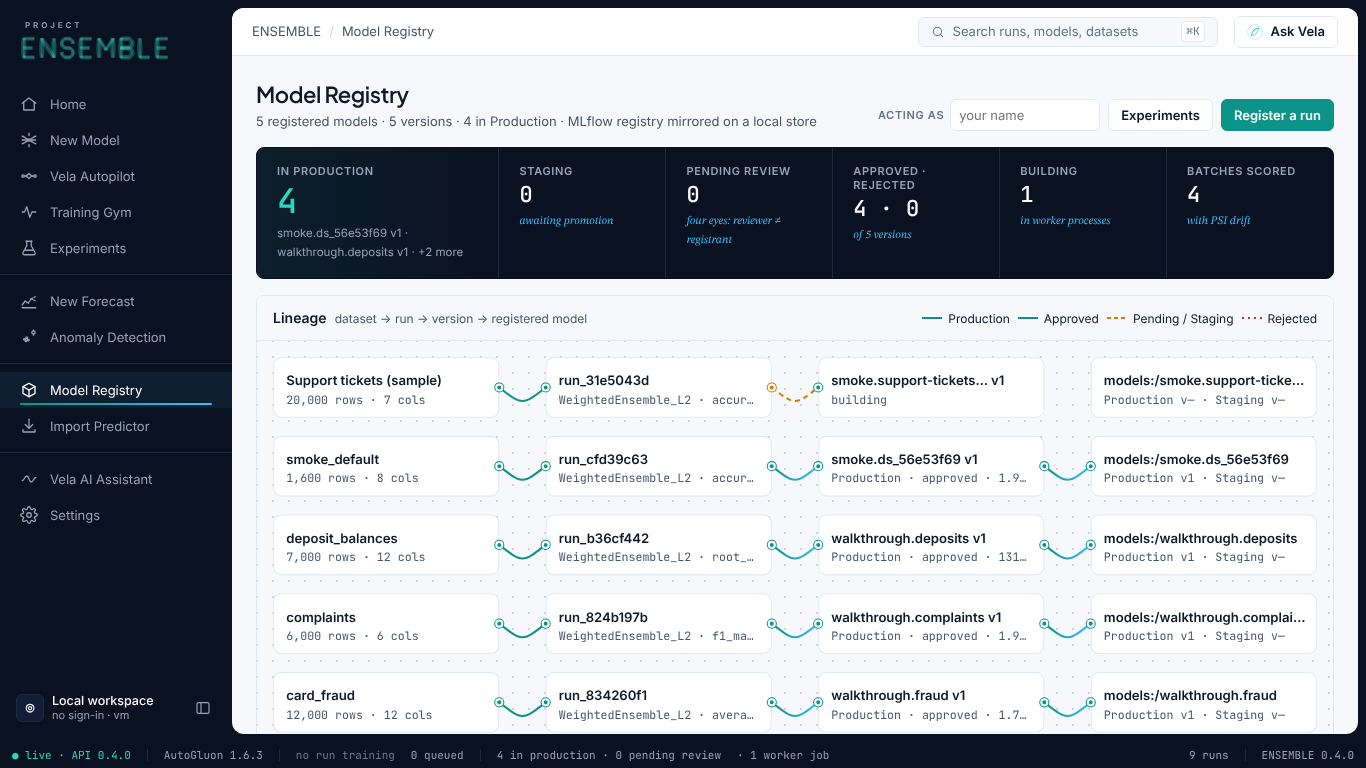 PROJECT
ENSEMBLE
Home
New Model
Vela Autopilot
Training Gym
Experiments
New Forecast
Anomaly Detection
Model Registry
Import Predictor
Vela AI Assistant
Settings
Local workspace
no sign-in · vm
ENSEMBLE / Model Registry
Search runs, models, datasets ⌘K
Ask Vela
Model Registry
5 registered models · 5 versions · 4 in Production · MLflow registry mirrored on a local store
ACTING AS your name Experiments Register a run
IN PRODUCTION
4
smoke.ds_56e53f69 v1 ·
walkthrough.deposits v1 · +2 more
STAGING
0
awaiting promotion
PENDING REVIEW
0
four eyes: reviewer ≠
registrant
APPROVED ·
REJECTED
4 · 0
of 5 versions
BUILDING
1
in worker processes
BATCHES SCORED
4
with PSI drift
Lineage dataset → run → version → registered model
Production Approved Pending / Staging Rejected
Support tickets (sample) run_31e5043d smoke.support-tickets… v1 models:/smoke.support-ticke…
20,000 rows · 7 cols WeightedEnsemble_L2 · accur… building Production v— · Staging v—
smoke_default run_cfd39c63 smoke.ds_56e53f69 v1 models:/smoke.ds_56e53f69
1,600 rows · 8 cols WeightedEnsemble_L2 · accur… Production · approved · 1.9… Production v1 · Staging v—
deposit_balances run_b36cf442 walkthrough.deposits v1 models:/walkthrough.deposits
7,000 rows · 12 cols WeightedEnsemble_L2 · root_… Production · approved · 131… Production v1 · Staging v—
complaints run_824b197b walkthrough.complaints v1 models:/walkthrough.complai…
6,000 rows · 6 cols WeightedEnsemble_L2 · f1_ma… Production · approved · 1.9… Production v1 · Staging v—
card_fraud run_834260f1 walkthrough.fraud v1 models:/walkthrough.fraud
12,000 rows · 12 cols WeightedEnsemble_L2 · avera… Production · approved · 1.7… Production v1 · Staging v—
live · API 0.4.0 AutoGluon 1.6.3 no run training 0 queued 4 in production · 0 pending review · 1 worker job 9 runs ENSEMBLE 0.4.0